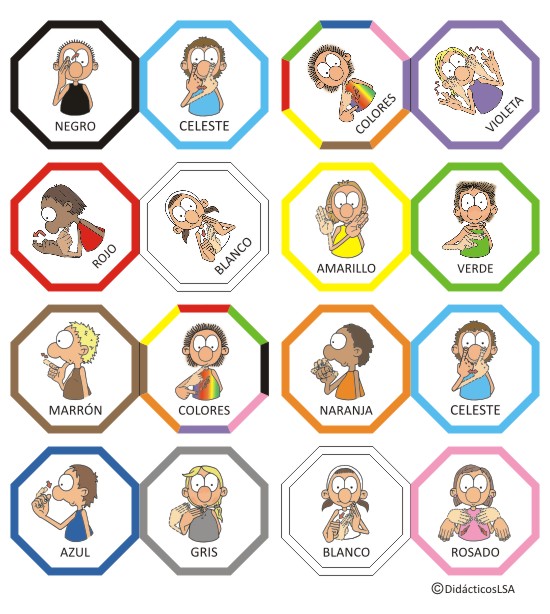 NEGRO
CELESTE
COLORES
VIOLETA
ROJO
BLANCO
AMARILLO
VERDE
MARRÓN
COLORES
NARANJA
CELESTE
AZUL
GRIS
BLANCO
ROSADO
©DidácticosLSA